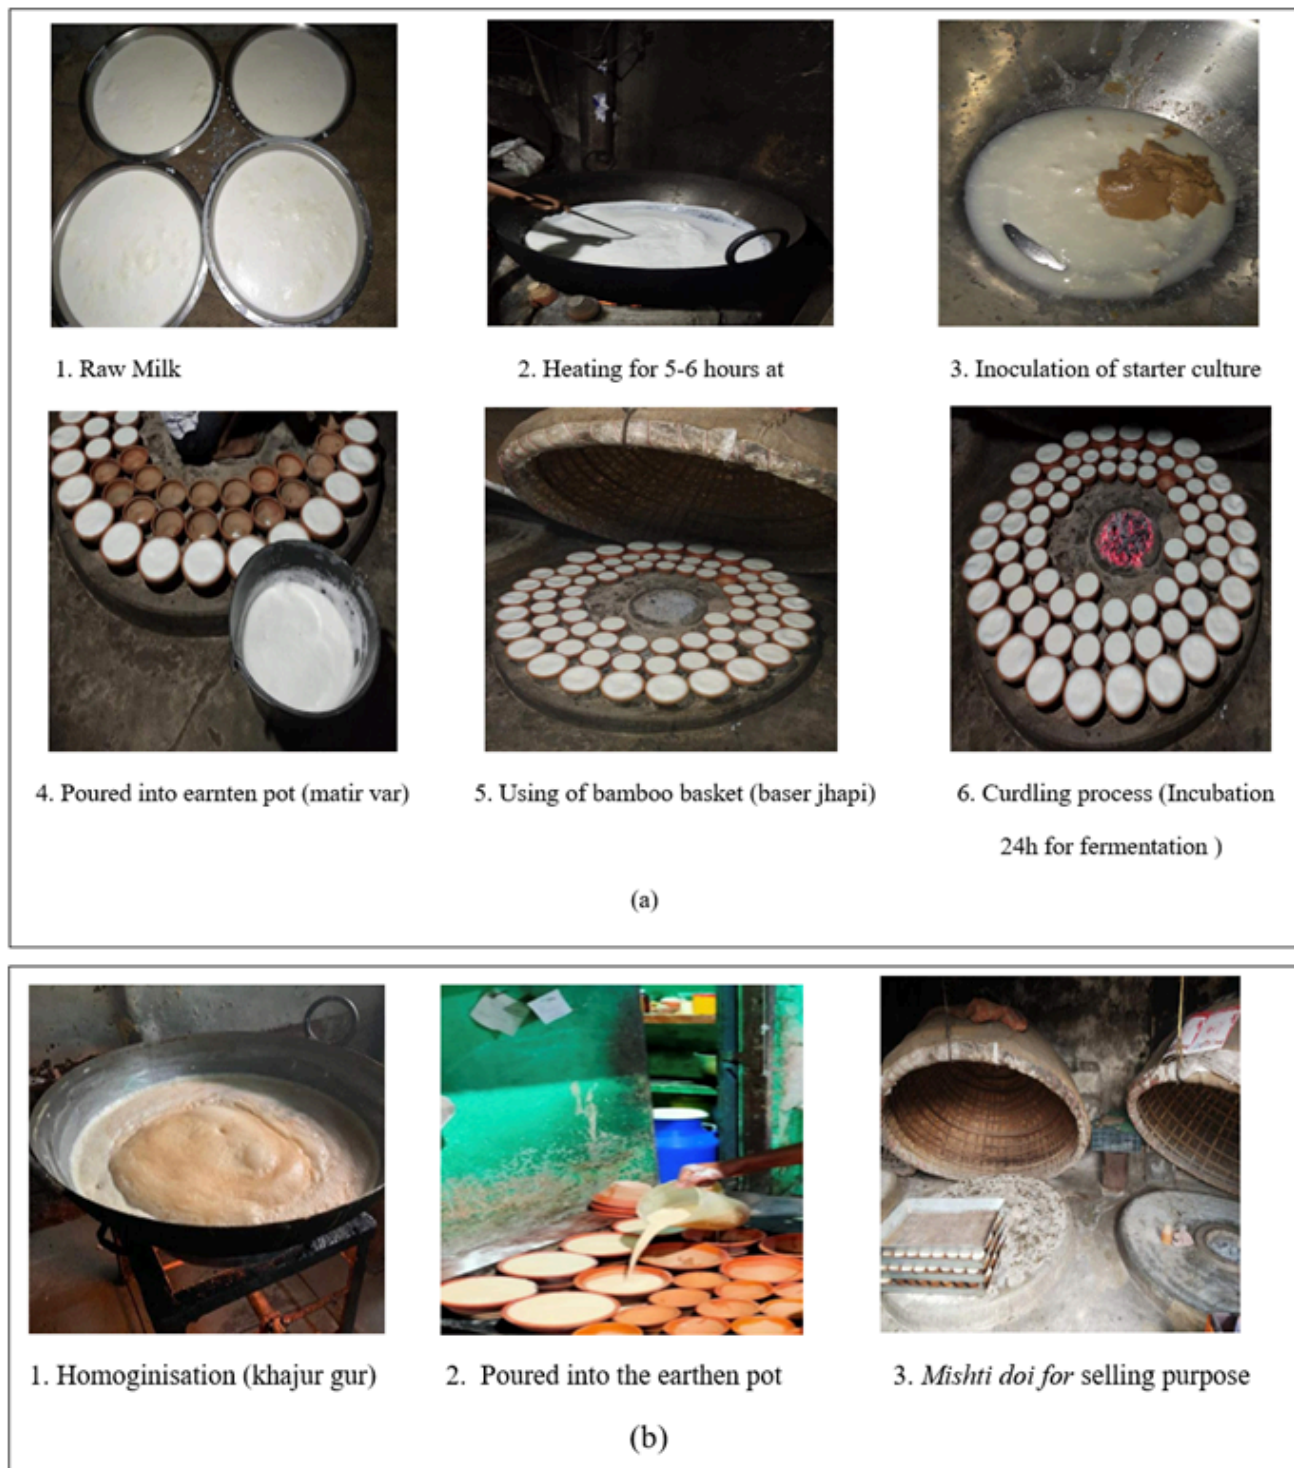 1. Raw Milk
2. Heating for 5-6 hours at
3. Inoculation of starter culture
4. Poured into earnten pot (matir var)
5. Using of bamboo basket (baser jhapi)
6. Curdling process (Incubation
24h for fermentation )
(a)
1. Homoginisation (khajur gur)
2. Poured into the earthen pot
3. Mishti doi for selling purpose
(b)